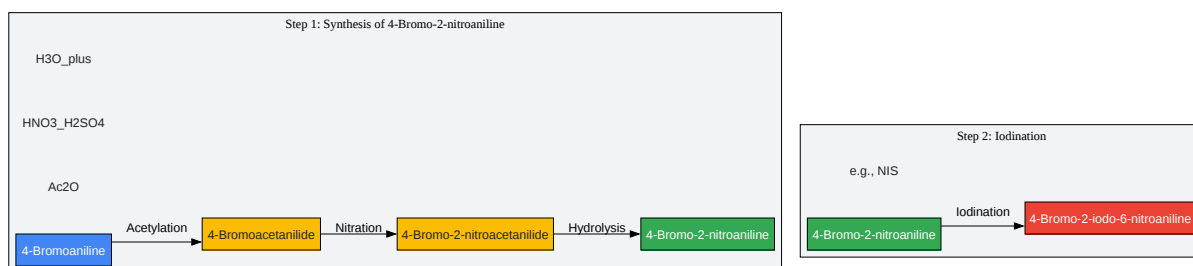 Step 1: Synthesis of 4-Bromo-2-nitroaniline
H3O_plus
HNO3_H2SO4
Ac2O
4-Bromoaniline
Acetylation
4-Bromoacetanilide
Nitration
4-Bromo-2-nitroacetanilide
Hydrolysis
4-Bromo-2-nitroaniline
Step 2: Iodination
e.g., NIS
4-Bromo-2-nitroaniline
Iodination
4-Bromo-2-iodo-6-nitroaniline